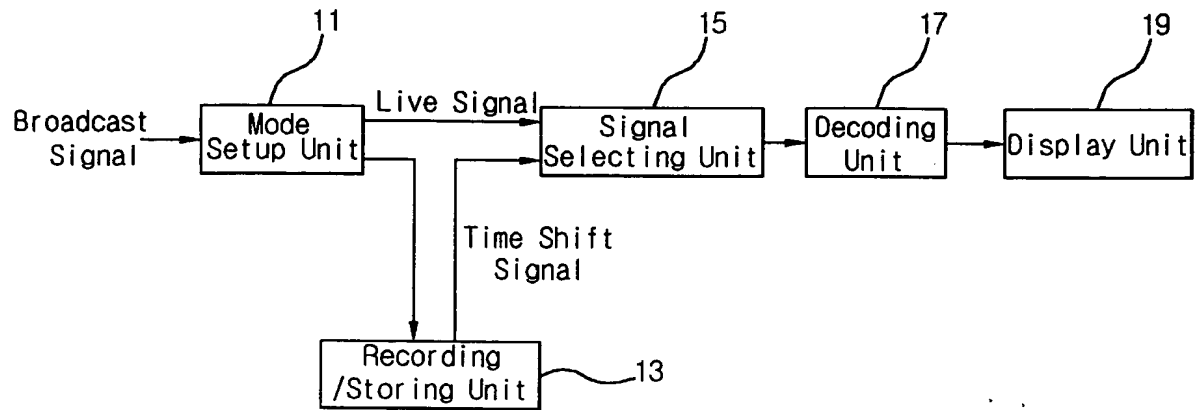 11
15
17
19
Broadcast
Signal
Mode
Setup Unit
Live Signal
Signal
Selecting Unit
Decoding
Unit
Display Unit
Time Shift
Signal
Recording
/Storing Unit
13